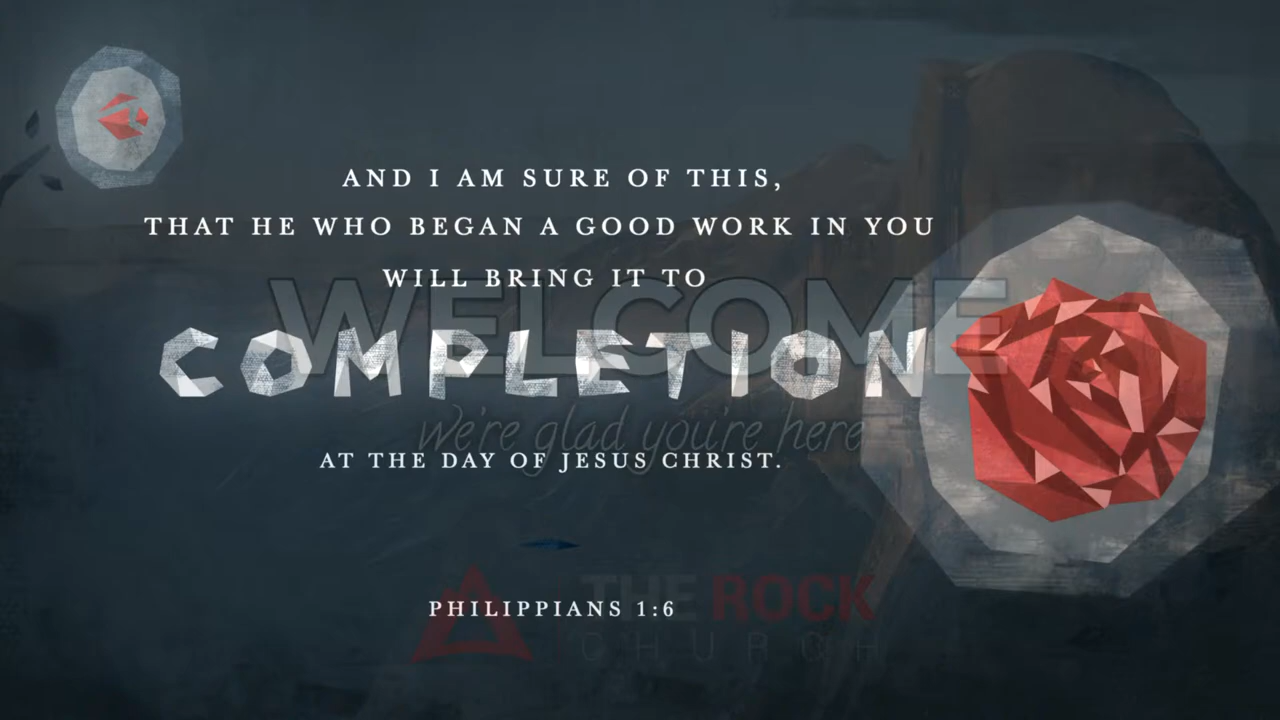 AND I AM SURE OF THIS,
THAT HE WHO BEGAN A GOOD WORK IN YOU
WILL BRING IT TO
WELCOME
COMPLETION
We're glad you're here
AT THE DAY OF JESUS CHRIST.
THE ROCK
PHILIPPIANS 1:6
CHURCH